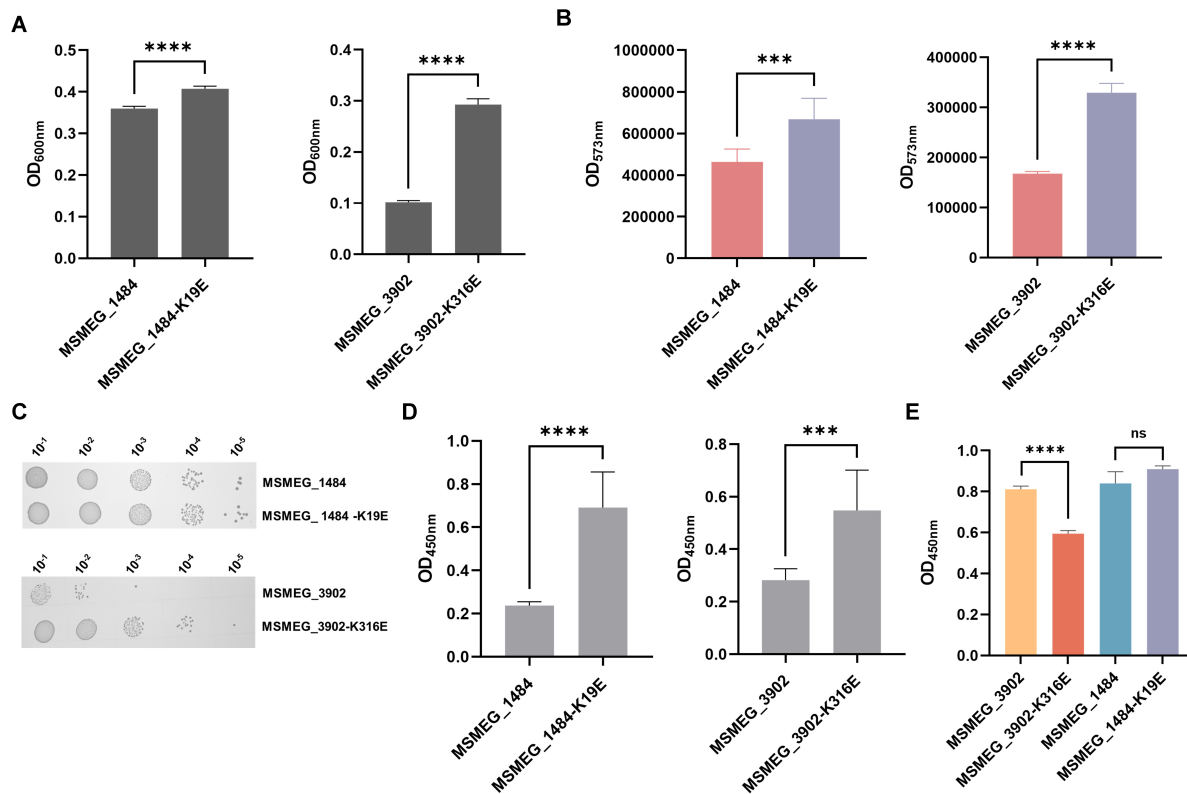 A
OD600nm
0.5
0.4
0.3
0.2
0.1
0.0
****
MSMEG_1484
MSMEG_1484-K19E
OD600nm
0.4
0.3
0.2
0.1
0.0
****
MSMEG_3902
MSMEG_3902-K316E
B
OD573nm
1000000
800000
600000
400000
200000
0
***
MSMEG_1484
MSMEG_1484-K19E
OD573nm
400000
300000
200000
100000
0
****
MSMEG_3902
MSMEG_3902-K316E
C
10-1 10-2 10-3 10-4 10-5
MSMEG_1484
MSMEG_ 1484 -K19E
10-1 10-2 10-3 10-4 10-5
MSMEG_3902
MSMEG_3902-K316E
D
OD450nm
1.0
0.8
0.6
0.4
0.2
0.0
****
MSMEG_1484
MSMEG_1484-K19E
OD450nm
0.8
0.6
0.4
0.2
0.0
***
MSMEG_3902
MSMEG_3902-K316E
E
OD450nm
1.0
0.8
0.6
0.4
0.2
0.0
****
ns
MSMEG_3902
MSMEG_3902-K316E
MSMEG_1484
MSMEG_1484-K19E